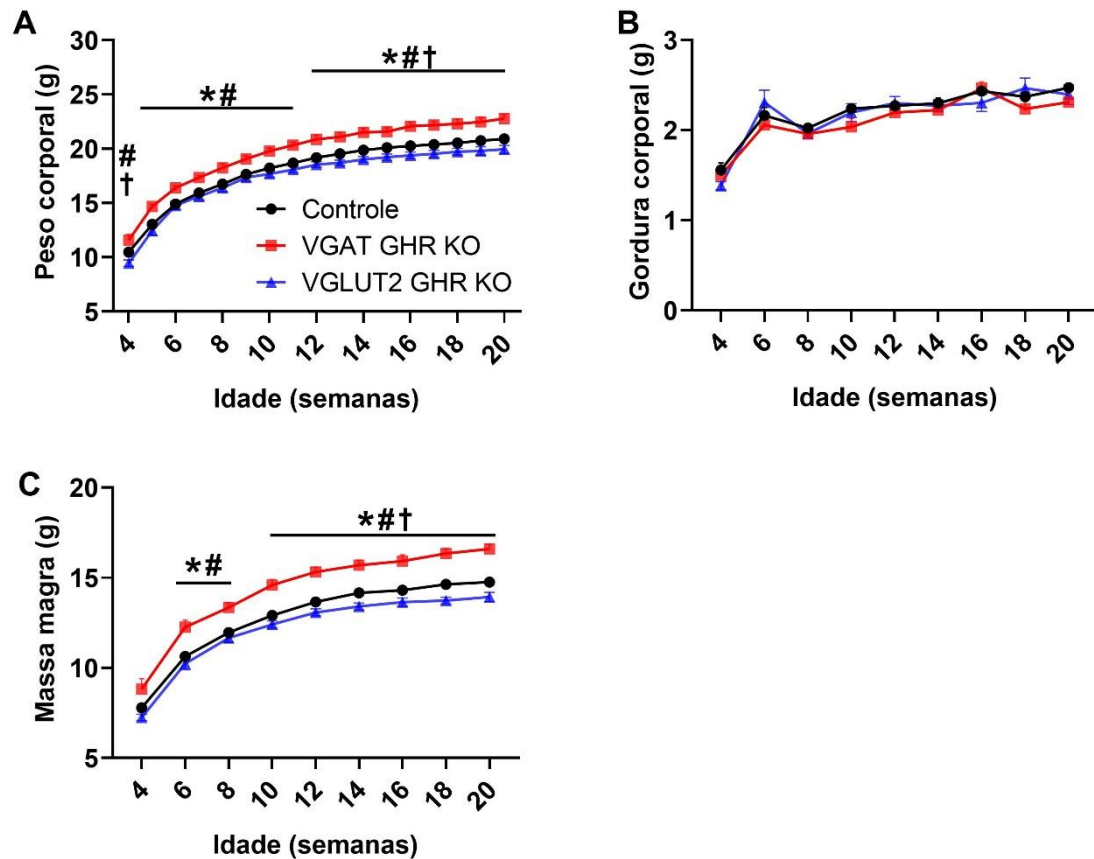 A
Peso corporal (g)
30
25
20
15
10
5
*#
*#†
#
†
Controle
VGAT GHR KO
VGLUT2 GHR KO
4 6 8 10 12 14 16 18 20
Idade (semanas)
B
Gordura corporal (g)
3
2
1
0
4 6 8 10 12 14 16 18 20
Idade (semanas)
C
Massa magra (g)
20
15
10
5
*#
*#†
4 6 8 10 12 14 16 18 20
Idade (semanas)